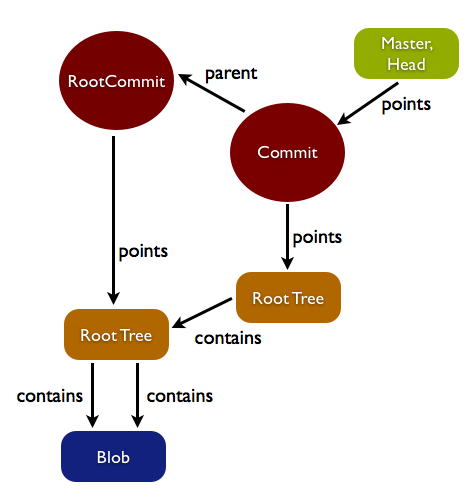 Master,
Head
RootCommit
parent
points
Commit
points
points
Root Tree
contains
Root Tree
contains
contains
Blob